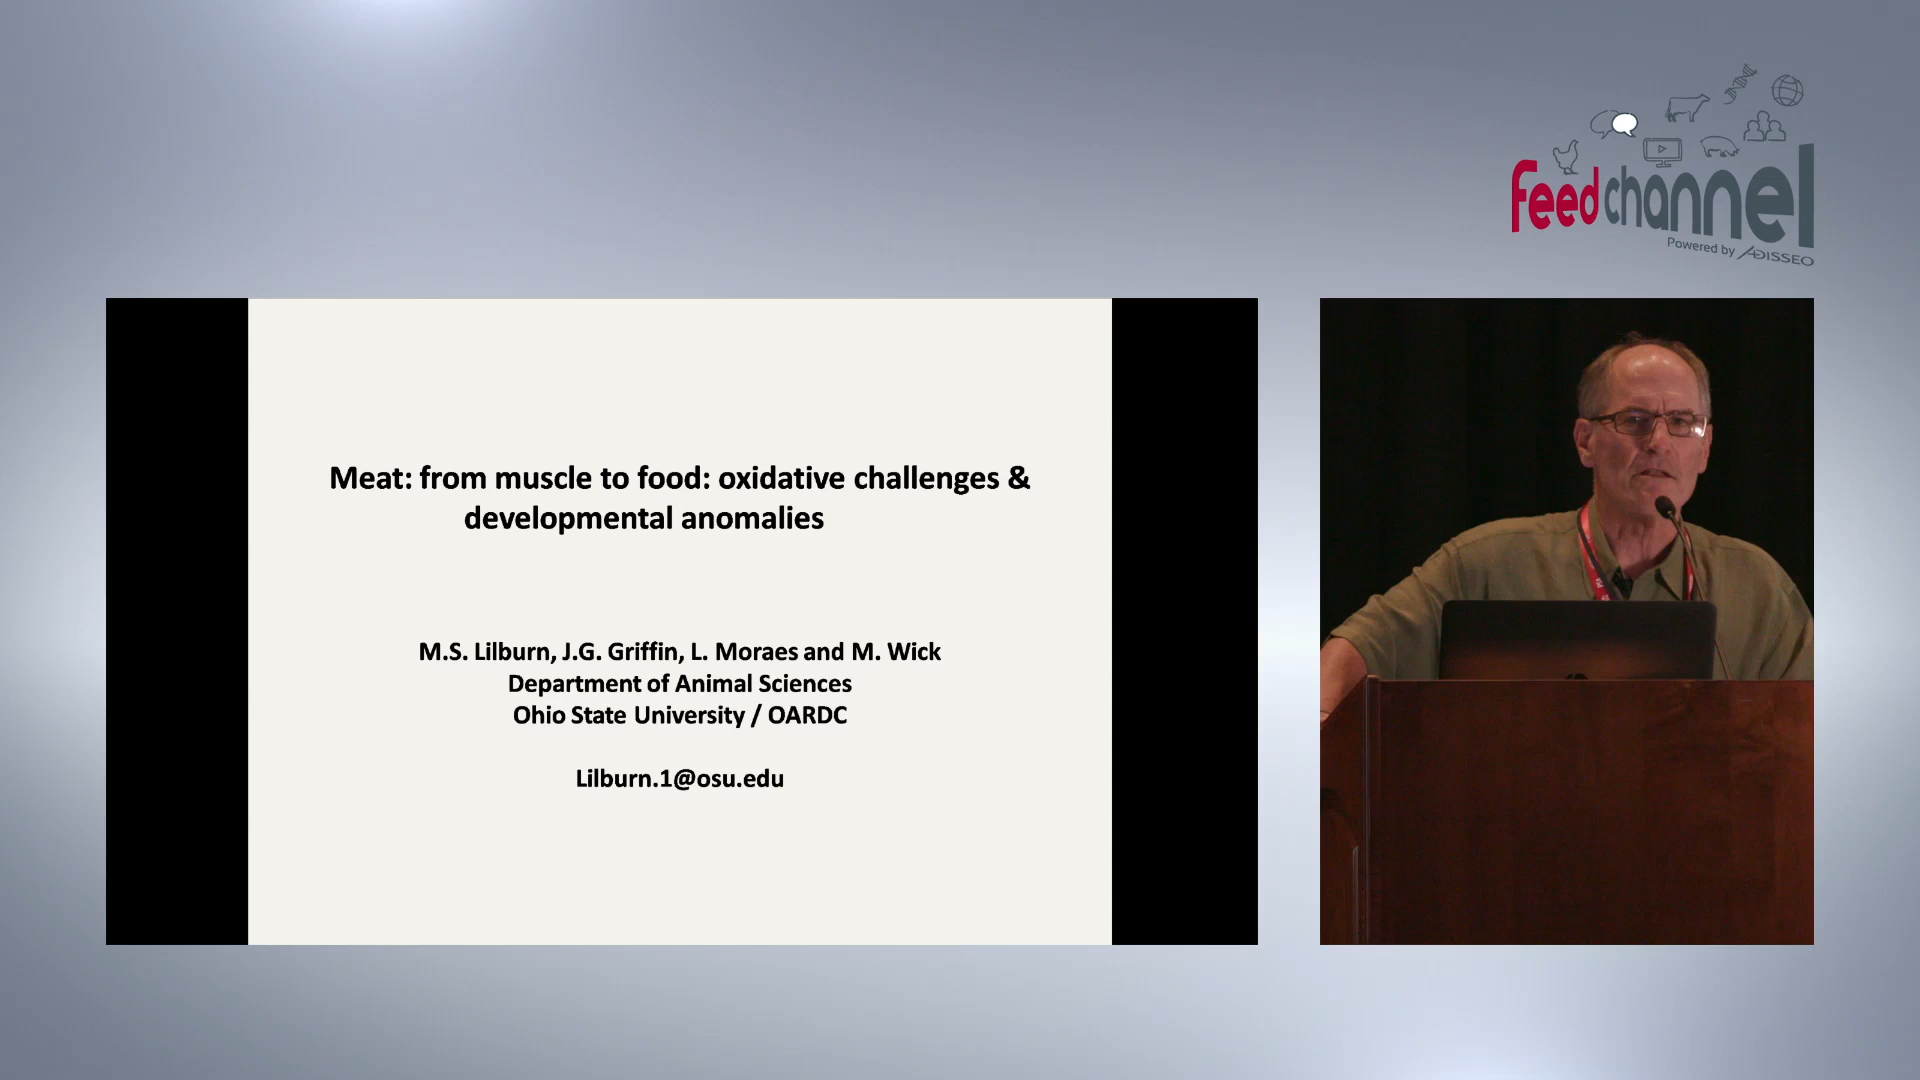 feedchannel
Powered by ADISSEO
Meat: from muscle to food: oxidative challenges &
developmental anomalies
M.S. Lilburn, J.G. Griffin, L. Moraes and M. Wick
Department of Animal Sciences
Ohio State University / OARDC
Lilburn.1@osu.edu